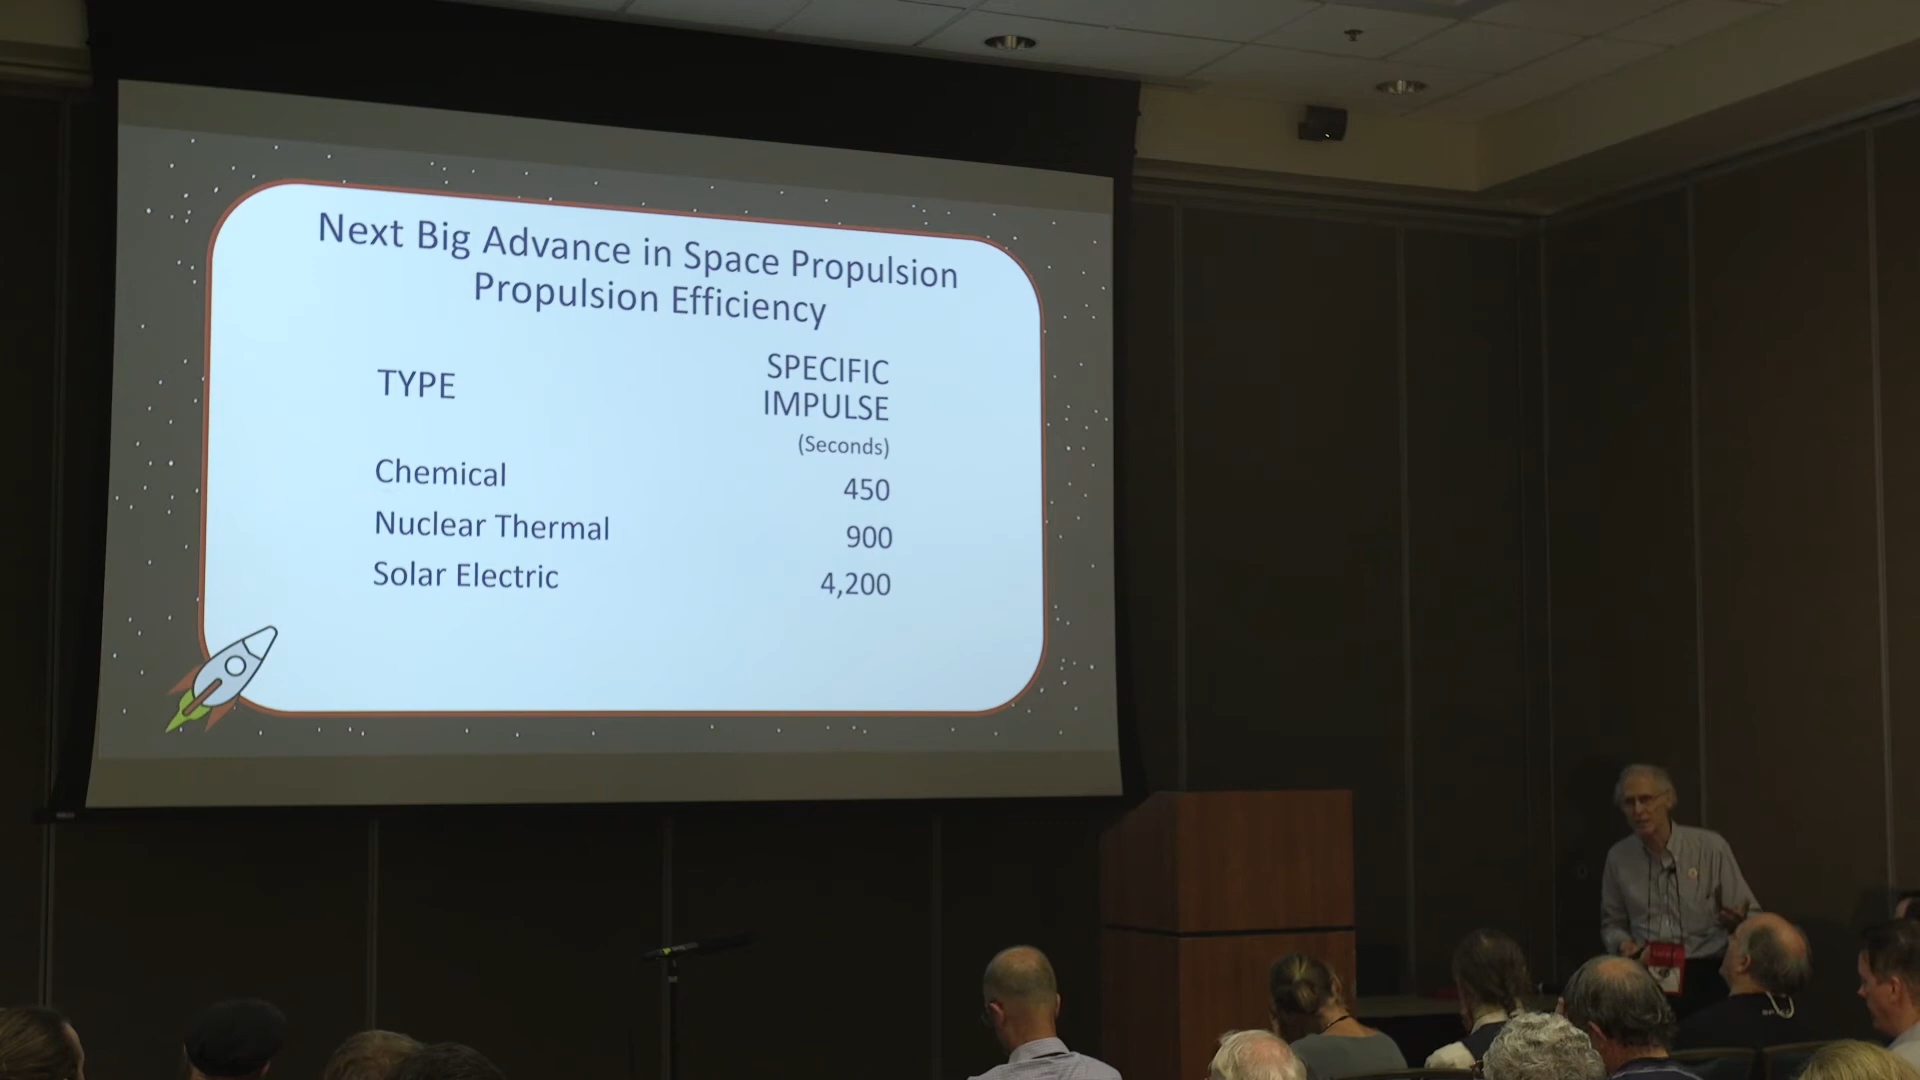 Next Big Advance in Space Propulsion
Propulsion Efficiency
TYPE
SPECIFIC
IMPULSE
(Seconds)
Chemical 450
Nuclear Thermal 900
Solar Electric 4,200